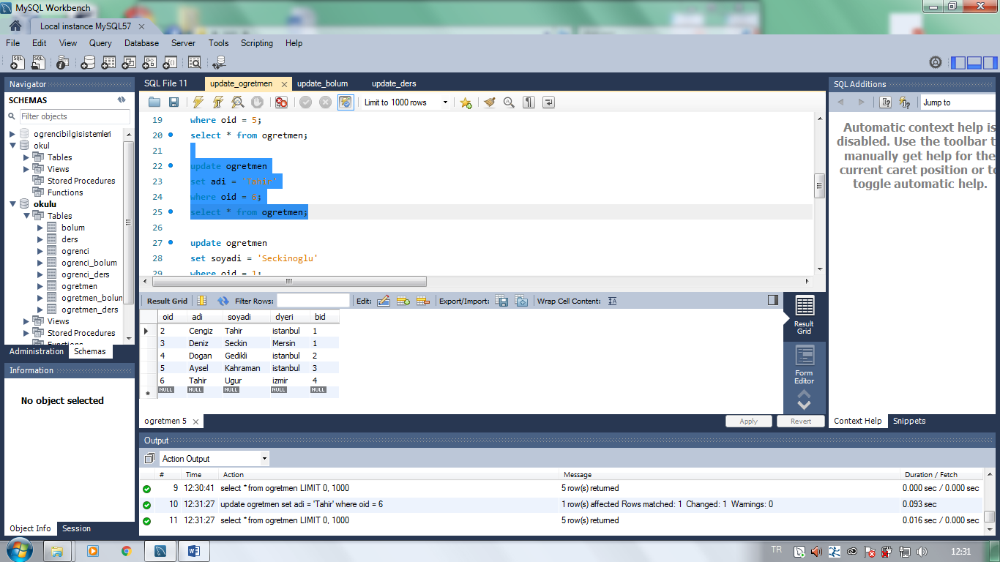 MySQL Workbench
Local instance MySQL57
File Edit View Query Database Server Tools Scripting Help
Navigator
SCHEMAS
Filter objects
ogrencibilgisistemleri
okul
Tables
Views
Stored Procedures
Functions
okulu
Tables
bolum
ders
ogrenci
ogrenci_bolum
ogrenci_ders
ogretmen
ogretmen_bolun
ogretmen_ders
Views
Stored Procedures
Functions
Administration Schemas
Information
No object selected
Object Info Session
SQL File 11 update_ogretmen update_bolum update_ders
Limit to 1000 rows
19 where oid = 5;
20 select * from ogretmen;
21
22 update ogretmen
23 set adi = 'Tahir'
24 where oid = 6;
25 select * from ogretmen;
26
27 update ogretmen
28 set soyadi = 'Seckinoglu'
29 where oid = 1;
Result Grid Filter Rows: Edit: Export/Import: Wrap Cell Content:
oid adi soyadi dyeri bid
2 Cengiz Tahir istanbul 1
3 Deniz Seckin Mersin 1
4 Dogan Gedikli istanbul 2
5 Aysel Kahraman istanbul 3
6 Tahir Ugur izmir 4
NULL NULL NULL NULL NULL
Result
Grid
Form
Editor
ogretmen 5
Apply Revert
SQL Additions
Jump to
Automatic context help is
disabled. Use the toolbar t
manually get help for the
current caret position or to
toggle automatic help.
Context Help Snippets
Output
Action Output
# Time Action Message Duration / Fetch
9 12:30:41 select * from ogretmen LIMIT 0, 1000 5 row(s) returned 0.000 sec / 0.000 sec
10 12:31:27 update ogretmen set adi = 'Tahir' where oid = 6 1 row(s) affected Rows matched: 1 Changed: 1 Warnings: 0 0.093 sec
11 12:31:27 select * from ogretmen LIMIT 0, 1000 5 row(s) returned 0.016 sec / 0.000 sec
TR 12:31